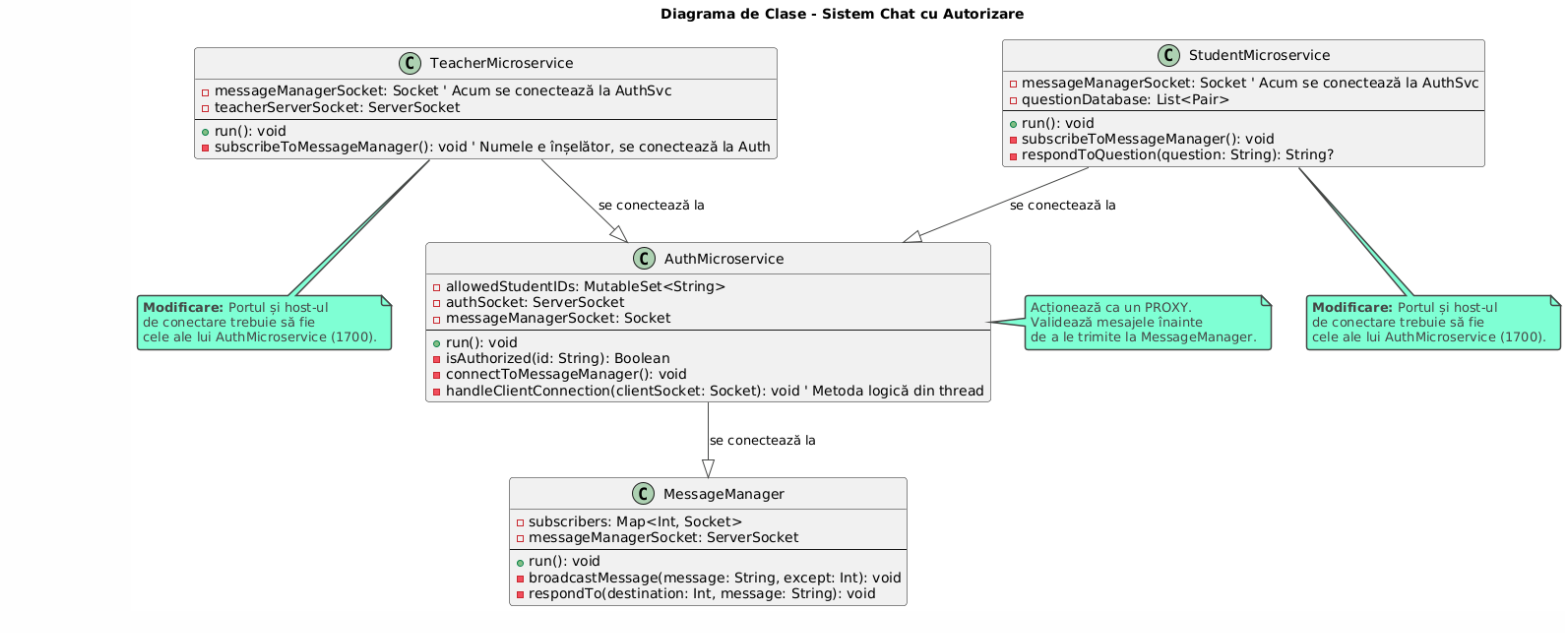 Diagrama de Clase - Sistem Chat cu Autorizare
C TeacherMicroservice
messageManagerSocket: Socket ' Acum se conectează la AuthSvc
teacherServerSocket: ServerSocket
run(): void
subscribeToMessageManager(): void ' Numele e înșelător, se conectează la Auth
C StudentMicroservice
messageManagerSocket: Socket ' Acum se conectează la AuthSvc
questionDatabase: List<Pair>
run(): void
subscribeToMessageManager(): void
respondToQuestion(question: String): String?
se conectează la
se conectează la
Modificare: Portul și host-ul
de conectare trebuie să fie
cele ale lui AuthMicroservice (1700).
C AuthMicroservice
allowedStudentIDs: MutableSet<String>
authSocket: ServerSocket
messageManagerSocket: Socket
run(): void
isAuthorized(id: String): Boolean
connectToMessageManager(): void
handleClientConnection(clientSocket: Socket): void ' Metoda logică din thread
Acționează ca un PROXY.
Validează mesajele înainte
de a le trimite la MessageManager.
Modificare: Portul și host-ul
de conectare trebuie să fie
cele ale lui AuthMicroservice (1700).
se conectează la
C MessageManager
subscribers: Map<Int, Socket>
messageManagerSocket: ServerSocket
run(): void
broadcastMessage(message: String, except: Int): void
respondTo(destination: Int, message: String): void